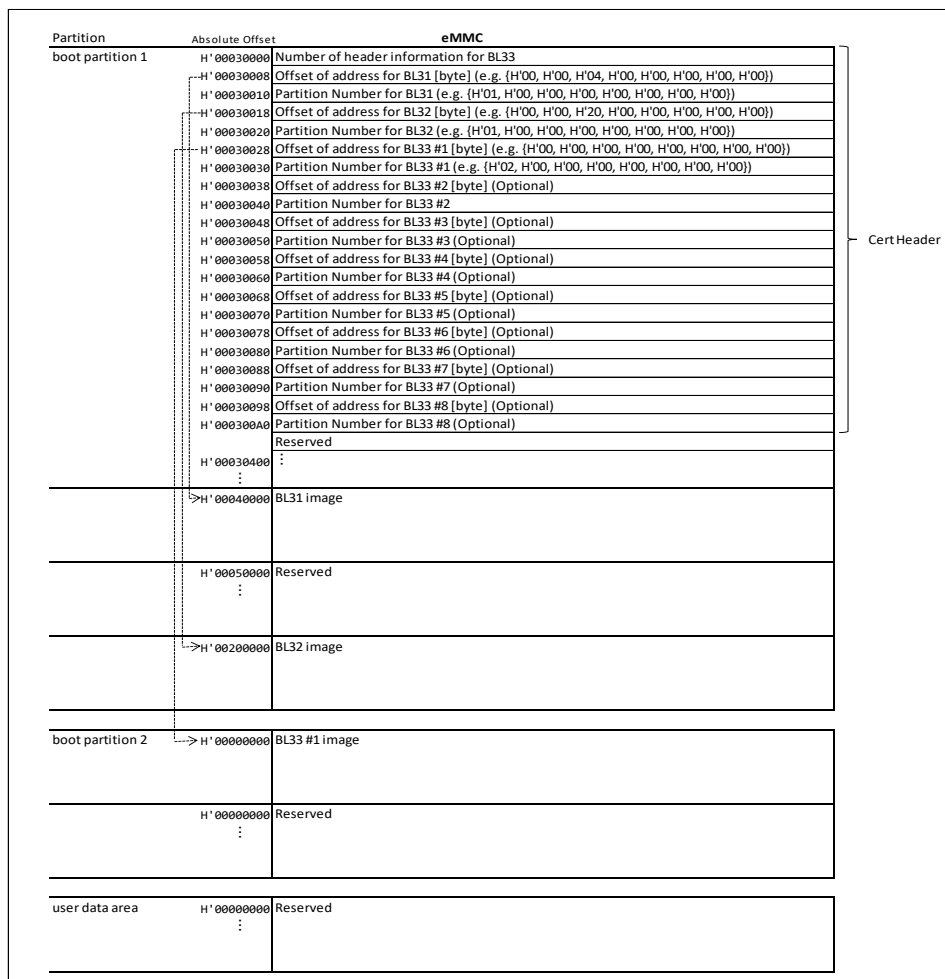 Partition Absolute Offset eMMC
boot partition 1 H'00030000 Number of header information for BL33
H'00030008 Offset of address for BL31 [byte] (e.g. {H'00, H'00, H'04, H'00, H'00, H'00, H'00, H'00})
H'00030010 Partition Number for BL31 (e.g. {H'01, H'00, H'00, H'00, H'00, H'00, H'00, H'00})
H'00030018 Offset of address for BL32 [byte] (e.g. {H'00, H'00, H'20, H'00, H'00, H'00, H'00, H'00})
H'00030020 Partition Number for BL32 (e.g. {H'01, H'00, H'00, H'00, H'00, H'00, H'00, H'00})
H'00030028 Offset of address for BL33 #1 [byte] (e.g. {H'00, H'00, H'00, H'00, H'00, H'00, H'00, H'00})
H'00030030 Partition Number for BL33 #1 (e.g. {H'02, H'00, H'00, H'00, H'00, H'00, H'00, H'00})
H'00030038 Offset of address for BL33 #2 [byte] (Optional)
H'00030040 Partition Number for BL33 #2
H'00030048 Offset of address for BL33 #3 [byte] (Optional)
H'00030050 Partition Number for BL33 #3 (Optional)
Cert Header
H'00030058 Offset of address for BL33 #4 [byte] (Optional)
H'00030060 Partition Number for BL33 #4 (Optional)
H'00030068 Offset of address for BL33 #5 [byte] (Optional)
H'00030070 Partition Number for BL33 #5 (Optional)
H'00030078 Offset of address for BL33 #6 [byte] (Optional)
H'00030080 Partition Number for BL33 #6 (Optional)
H'00030088 Offset of address for BL33 #7 [byte] (Optional)
H'00030090 Partition Number for BL33 #7 (Optional)
H'00030098 Offset of address for BL33 #8 [byte] (Optional)
H'000300A0 Partition Number for BL33 #8 (Optional)
Reserved
H'00030400 ⋮
⋮
H'00040000 BL31 image
H'00050000 Reserved
⋮
H'00200000 BL32 image
boot partition 2 H'00000000 BL33 #1 image
H'00000000 Reserved
⋮
user data area H'00000000 Reserved
⋮